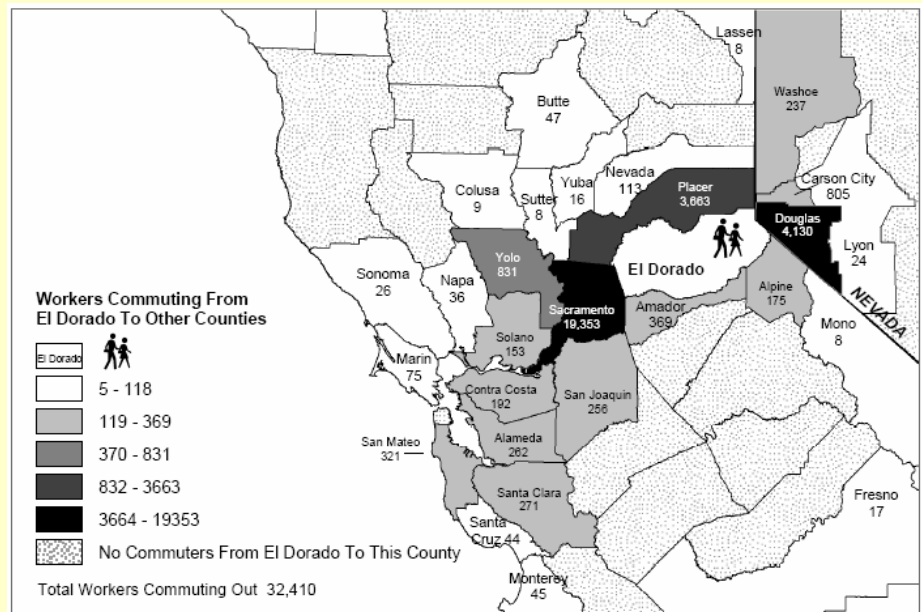 Lassen
8
Washoe
237
Butte
47
Carson City
805
Nevada
113
Placer
3,663
Yuba
16
Colusa
9
Sutter
8
Douglas
4,130
Lyon
24
El Dorado
Yolo
831
Sonoma
26
Napa
36
Alpine
175
NEVADA
Sacramento
19,353
Amador
369
Mono
8
Solano
153
Marin
75
Contra Costa
192
San Joaquin
256
Alameda
262
San Mateo
321
Santa Clara
271
Fresno
17
Santa
Cruz 44
Monterey
45
Workers Commuting From
El Dorado To Other Counties
El Dorado
5 - 118
119 - 369
370 - 831
832 - 3663
3664 - 19353
No Commuters From El Dorado To This County
Total Workers Commuting Out 32,410